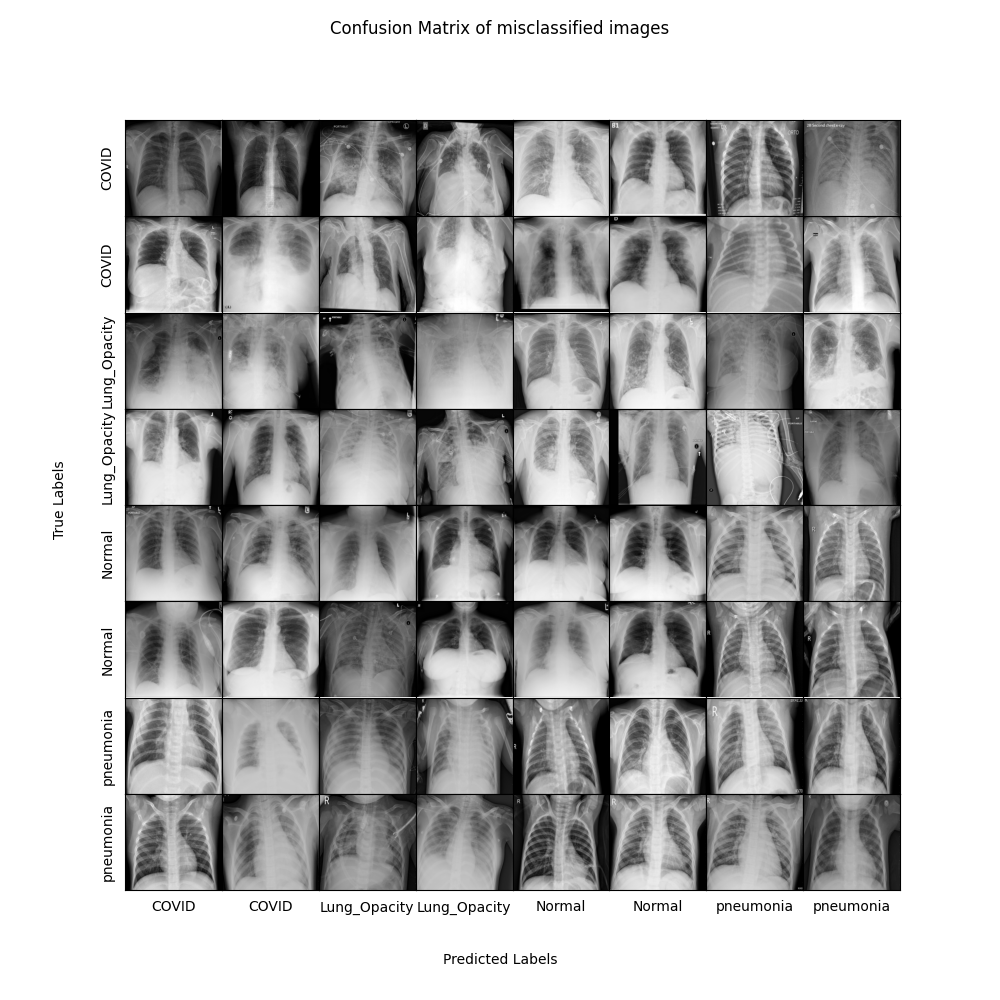 Confusion Matrix of misclassified images
COVID
COVID
Lung_Opacity
Lung_Opacity
Normal
Normal
pneumonia
pneumonia
True Labels
COVID COVID Lung_Opacity Lung_Opacity Normal Normal pneumonia pneumonia
Predicted Labels